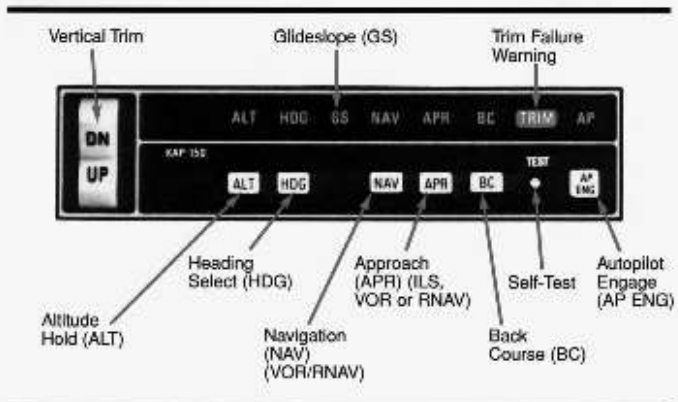 Vertical Trim
Glideslope (GS)
Trim Failure
Warning
ALT HDG GS NAV APR BC TRIM AP
DN
UP
KAP 150
TEST
ALT HDG NAV APR BC AP
ENG
Heading
Select (HDG)
Approach
(APR) (ILS,
VOR or RNAV)
Self-Test
Autopilot
Engage
(AP ENG)
Altitude
Hold (ALT)
Navigation
(NAV)
(VOR/RNAV)
Back
Course (BC)